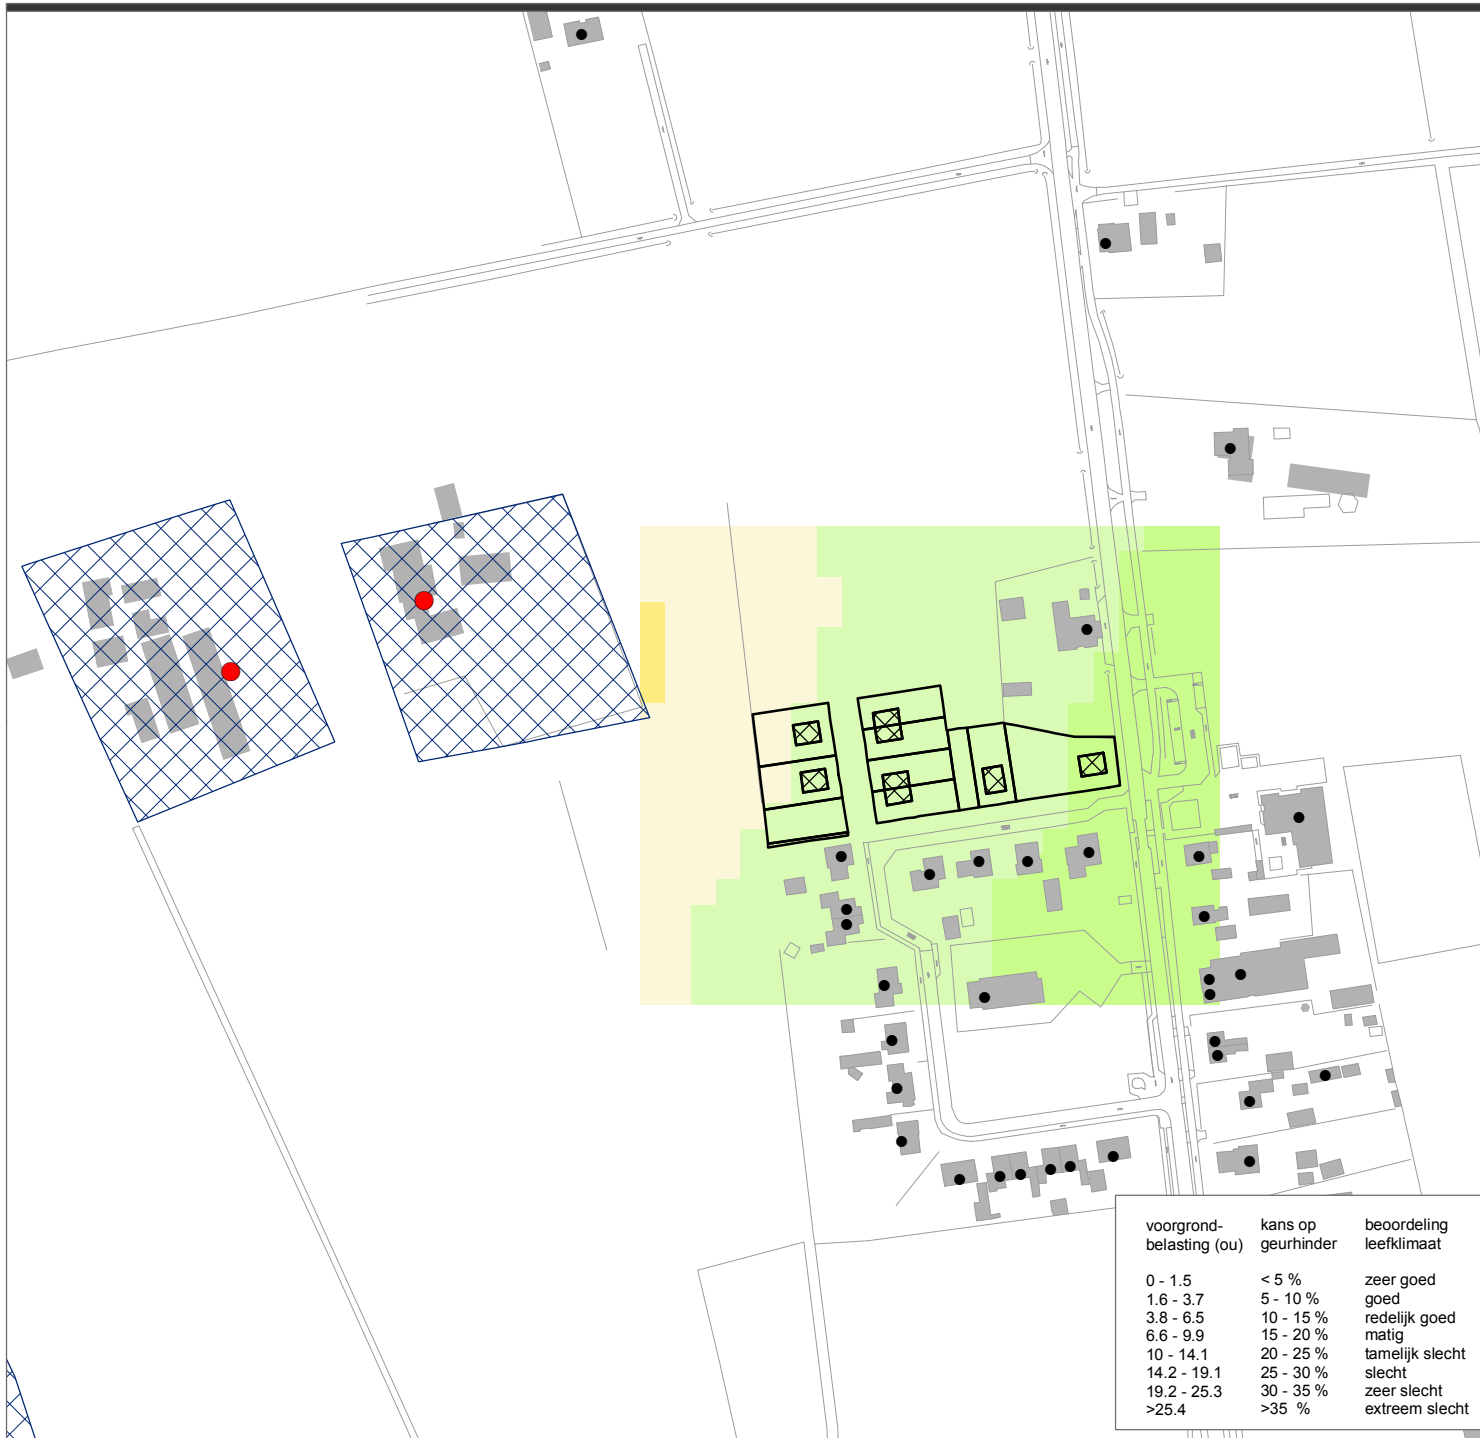 voorgrond- kans op beoordeling
belasting (ou) geurhinder leefklimaat
0 - 1.5 < 5 % zeer goed
1.6 - 3.7 5 - 10 % goed
3.8 - 6.5 10 - 15 % redelijk goed
6.6 - 9.9 15 - 20 % matig
10 - 14.1 20 - 25 % tamelijk slecht
14.2 - 19.1 25 - 30 % slecht
19.2 - 25.3 30 - 35 % zeer slecht
>25.4 >35 % extreem slecht